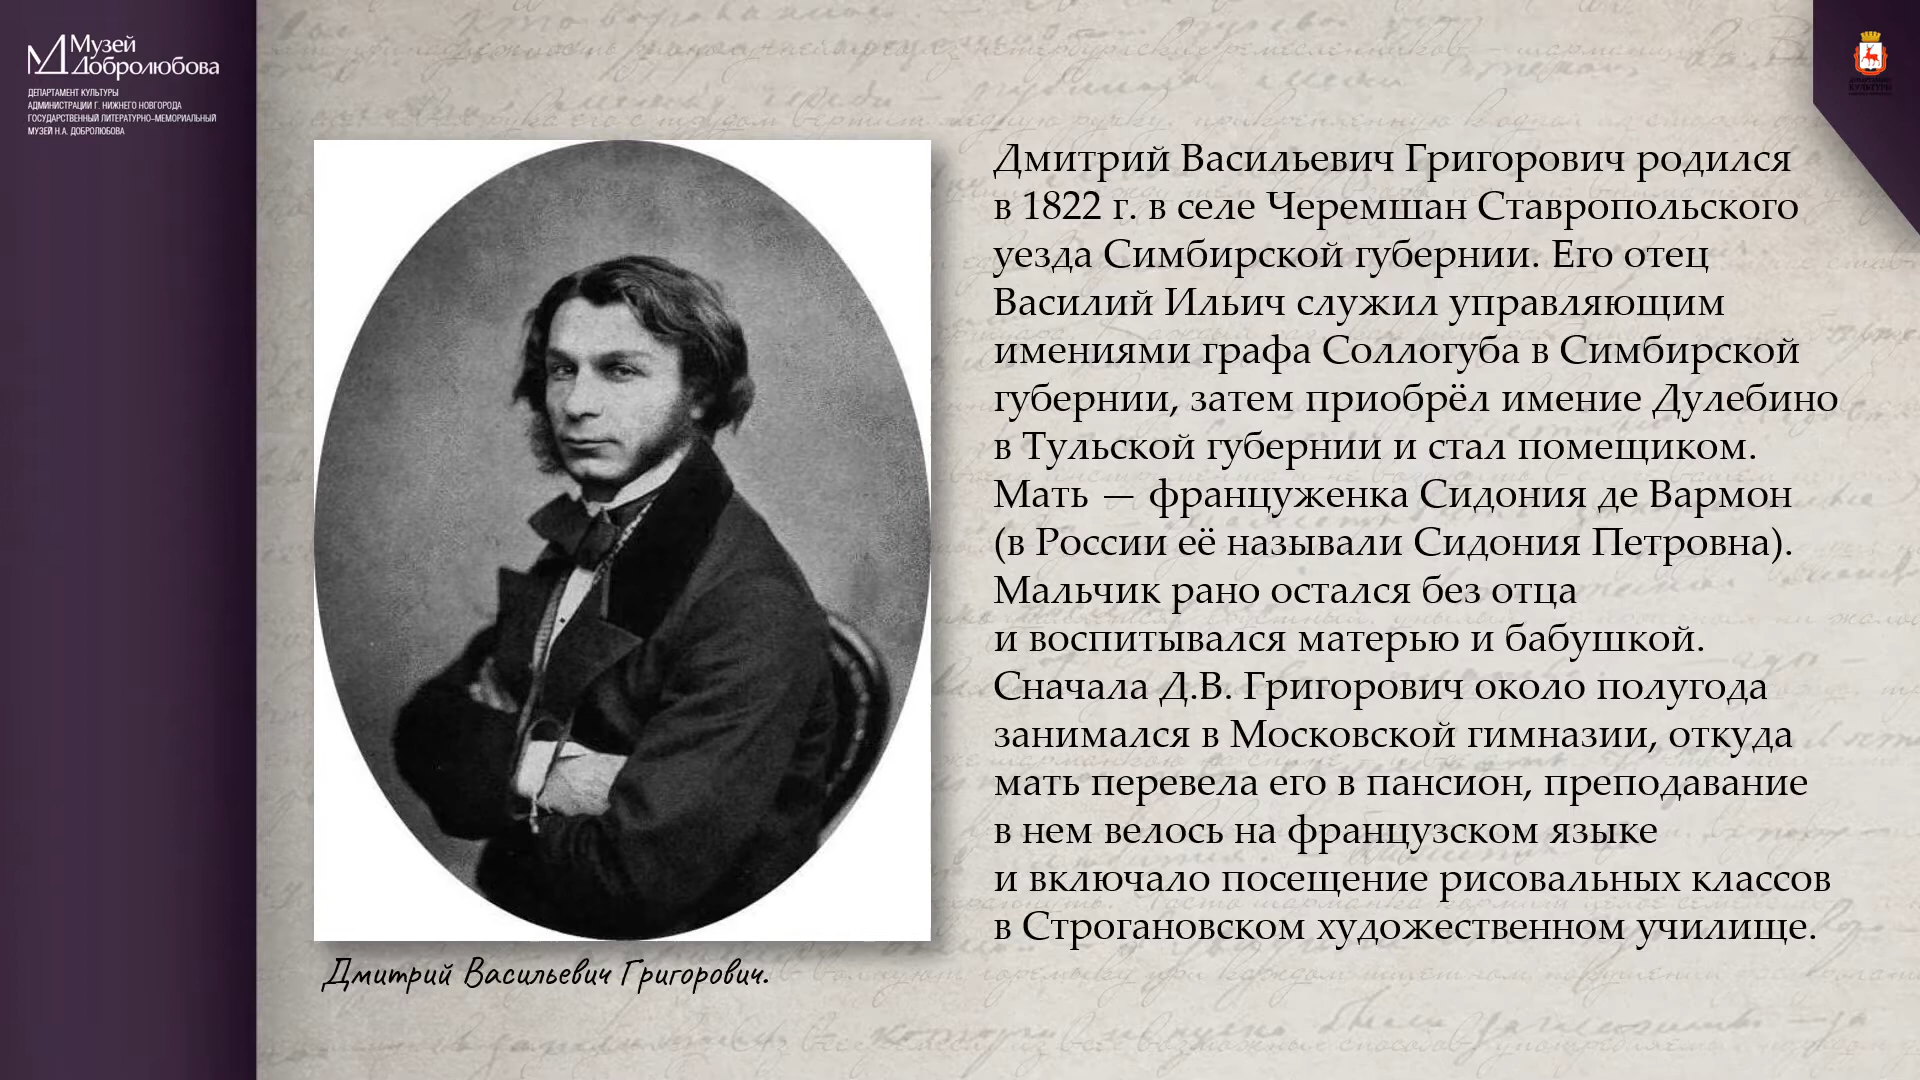 Музей
Добролюбова
ДЕПАРТАМЕНТ КУЛЬТУРЫ
АДМИНИСТРАЦИИ Г. НИЖНЕГО НОВГОРОДА
ГОСУДАРСТВЕННЫЙ ЛИТЕРАТУРНО-МЕМОРИАЛЬНЫЙ
МУЗЕЙ Н.А. ДОБРОЛЮБОВА
Дмитрий Васильевич Григорович родился
в 1822 г. в селе Черемшан Ставропольского
уезда Симбирской губернии. Его отец
Василий Ильич служил управляющим
имениями графа Соллогуба в Симбирской
губернии, затем приобрёл имение Дулебино
в Тульской губернии и стал помещиком.
Мать — француженка Сидония де Вармон
(в России её называли Сидония Петровна).
Мальчик рано остался без отца
и воспитывался матерью и бабушкой.
Сначала Д.В. Григорович около полугода
занимался в Московской гимназии, откуда
мать перевела его в пансион, преподавание
в нем велось на французском языке
и включало посещение рисовальных классов
в Строгановском художественном училище.
Дмитрий Васильевич Григорович.